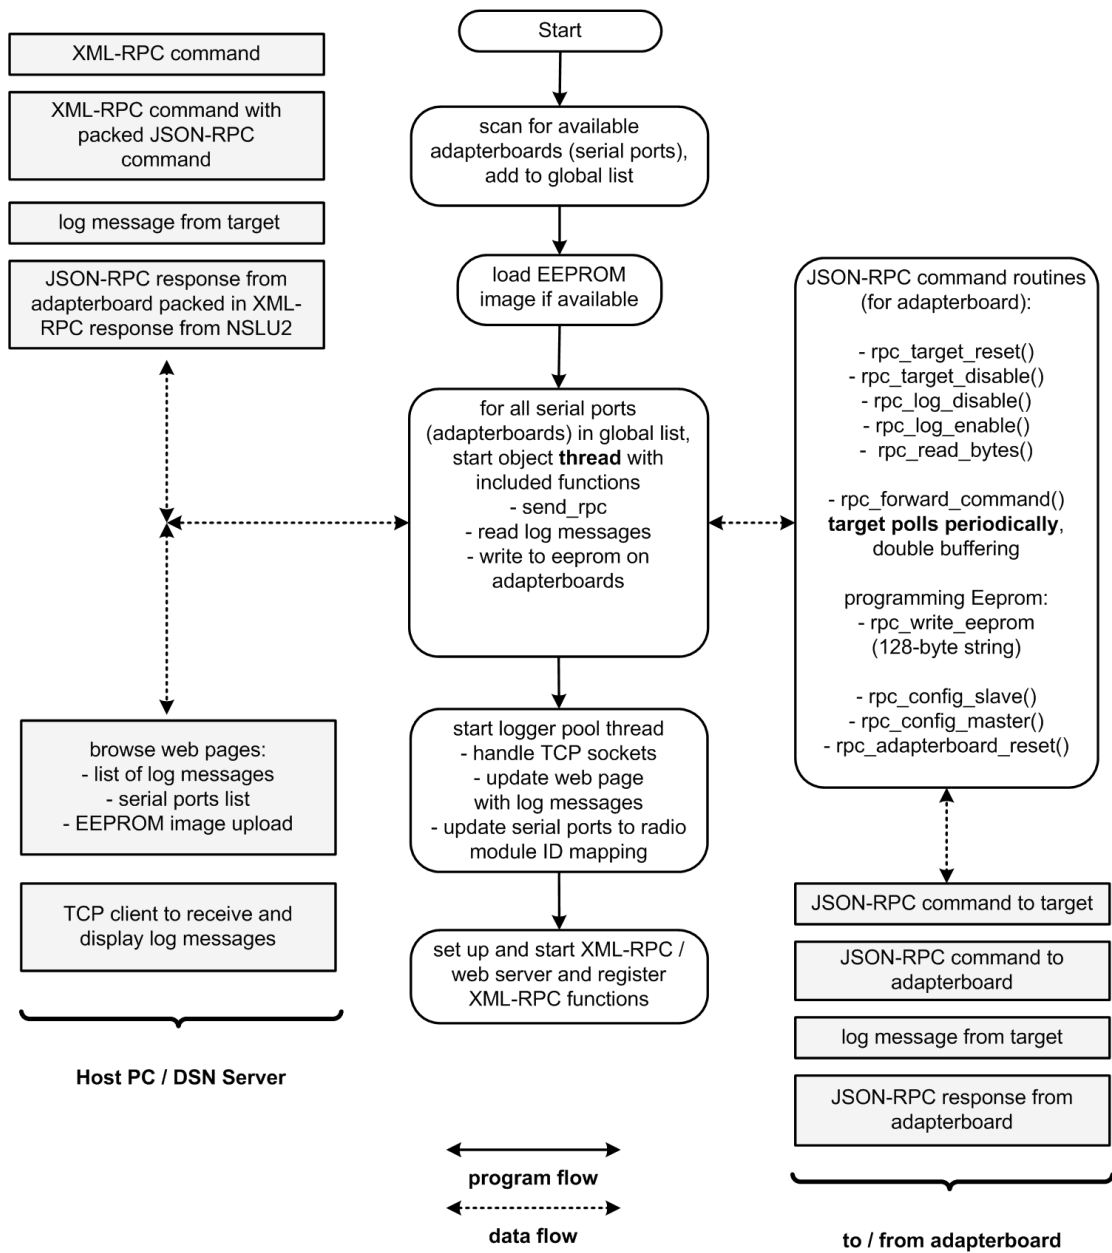 XML-RPC command
XML-RPC command with
packed JSON-RPC
command
log message from target
JSON-RPC response from
adapterboard packed in XML-
RPC response from NSLU2
browse web pages:
- list of log messages
- serial ports list
- EEPROM image upload
TCP client to receive and
display log messages
Host PC / DSN Server
Start
scan for available
adapterboards (serial ports),
add to global list
load EEPROM
image if available
for all serial ports
(adapterboards) in global list,
start object thread with
included functions
- send_rpc
- read log messages
- write to eeprom on
adapterboards
start logger pool thread
- handle TCP sockets
- update web page
with log messages
- update serial ports to radio
module ID mapping
set up and start XML-RPC /
web server and register
XML-RPC functions
program flow
data flow
JSON-RPC command routines
(for adapterboard):
- rpc_target_reset()
- rpc_target_disable()
- rpc_log_disable()
- rpc_log_enable()
- rpc_read_bytes()
- rpc_forward_command()
target polls periodically,
double buffering
programming Eeprom:
- rpc_write_eeprom
(128-byte string)
- rpc_config_slave()
- rpc_config_master()
- rpc_adapterboard_reset()
JSON-RPC command to target
JSON-RPC command to
adapterboard
log message from target
JSON-RPC response from
adapterboard
to / from adapterboard